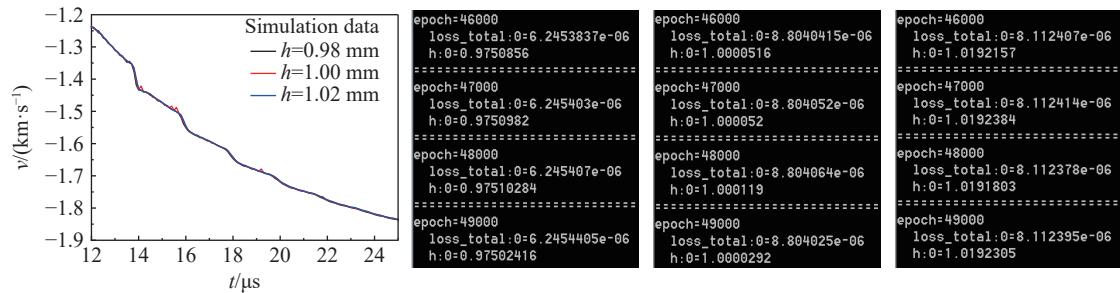 Simulation data
h=0.98 mm
h=1.00 mm
h=1.02 mm
v/(km·s⁻¹)
-1.2
-1.3
-1.4
-1.5
-1.6
-1.7
-1.8
-1.9
12 14 16 18 20 22 24
t/μs
epoch=46000
loss_total:0=6.2453837e-06
h:0=0.9750856
================================
epoch=47000
loss_total:0=6.245403e-06
h:0=0.9750982
================================
epoch=48000
loss_total:0=6.245407e-06
h:0=0.97510284
================================
epoch=49000
loss_total:0=6.2454405e-06
h:0=0.97502416
epoch=46000
loss_total:0=8.8040415e-06
h:0=1.0000516
================================
epoch=47000
loss_total:0=8.804052e-06
h:0=1.000052
================================
epoch=48000
loss_total:0=8.804064e-06
h:0=1.000119
================================
epoch=49000
loss_total:0=8.804025e-06
h:0=1.0000292
epoch=46000
loss_total:0=8.112407e-06
h:0=1.0192157
================================
epoch=47000
loss_total:0=8.112414e-06
h:0=1.0192384
================================
epoch=48000
loss_total:0=8.112378e-06
h:0=1.0191803
================================
epoch=49000
loss_total:0=8.112395e-06
h:0=1.0192305